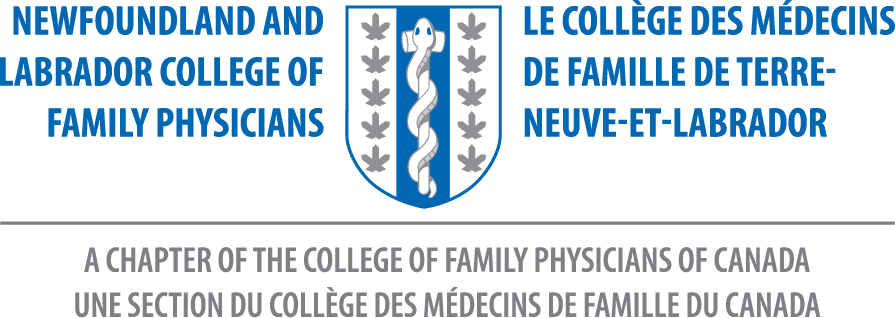 NEWFOUNDLAND AND
LABRADOR COLLEGE OF
FAMILY PHYSICIANS
LE COLLÈGE DES MÉDECINS
DE FAMILLE DE TERRE-
NEUVE-ET-LABRADOR
A CHAPTER OF THE COLLEGE OF FAMILY PHYSICIANS OF CANADA
UNE SECTION DU COLLÈGE DES MÉDECINS DE FAMILLE DU CANADA